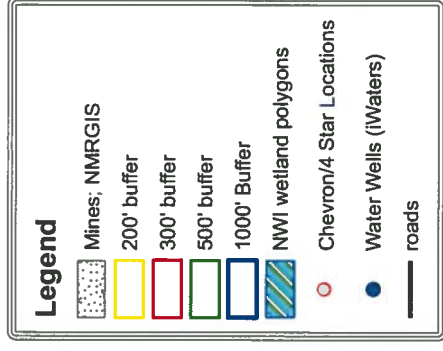 Legend
Mines; NMRGIS
200' buffer
300' buffer
500' buffer
1000' Buffer
NWI wetland polygons
Chevron/4 Star Locations
Water Wells (iWaters)
roads